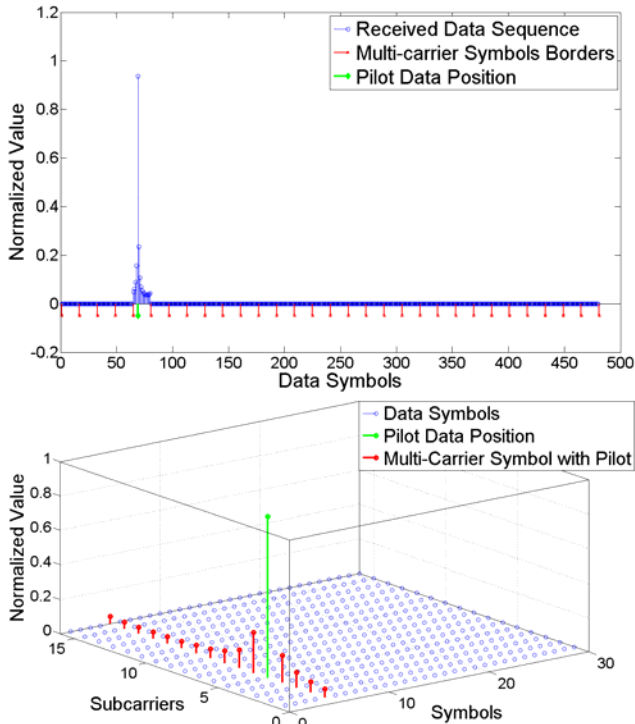 1.2
1
0.8
0.6
0.4
0.2
0
-0.2
Normalized Value
Received Data Sequence
Multi-carrier Symbols Borders
Pilot Data Position
0 50 100 150 200 250 300 350 400 450 500
Data Symbols
1
0.8
0.6
0.4
0.2
0
Normalized Value
Data Symbols
Pilot Data Position
Multi-Carrier Symbol with Pilot
15
10
5
0
Subcarriers
0
10
20
30
Symbols